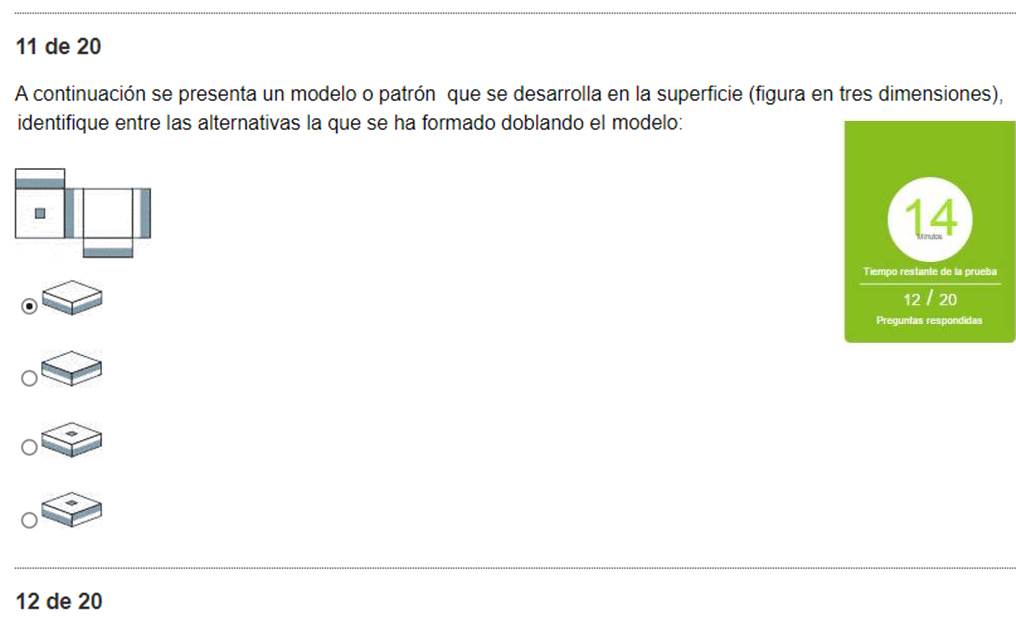 11 de 20
A continuación se presenta un modelo o patrón que se desarrolla en la superficie (figura en tres dimensiones),
identifique entre las alternativas la que se ha formado doblando el modelo:
14
Minutos
Tiempo restante de la prueba
12 / 20
Preguntas respondidas
12 de 20